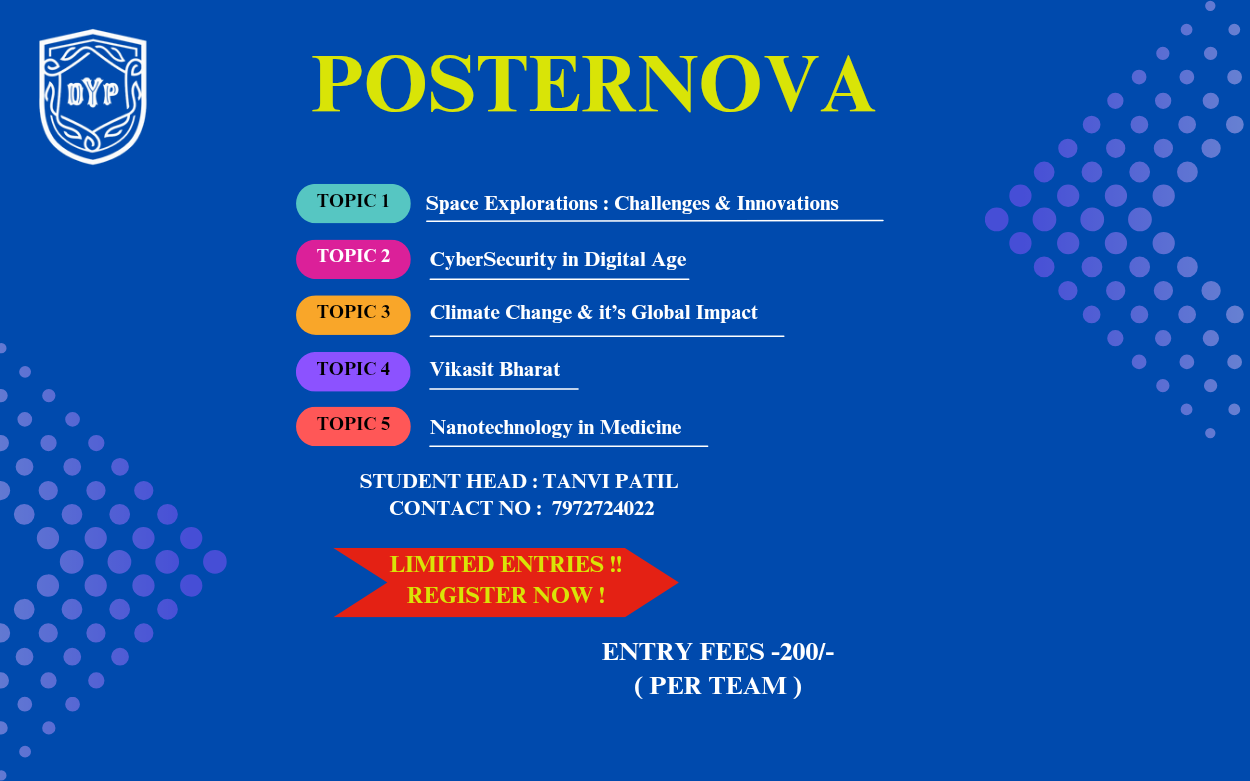 DYP
POSTERNOVA
TOPIC 1 Space Explorations : Challenges & Innovations
TOPIC 2 CyberSecurity in Digital Age
TOPIC 3 Climate Change & it’s Global Impact
TOPIC 4 Vikasit Bharat
TOPIC 5 Nanotechnology in Medicine
STUDENT HEAD : TANVI PATIL
CONTACT NO : 7972724022
LIMITED ENTRIES !!
REGISTER NOW !
ENTRY FEES -200/-
( PER TEAM )